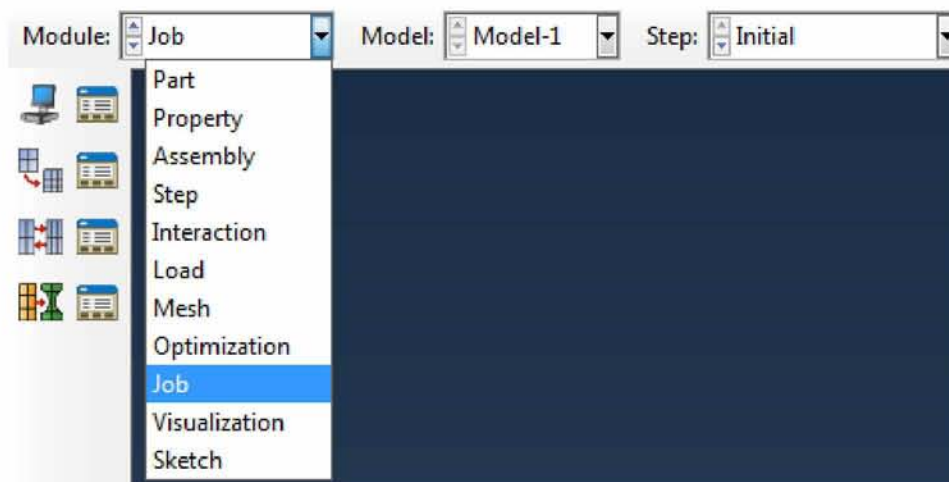 Module: Job Model: Model-1 Step: Initial
Part
Property
Assembly
Step
Interaction
Load
Mesh
Optimization
Job
Visualization
Sketch